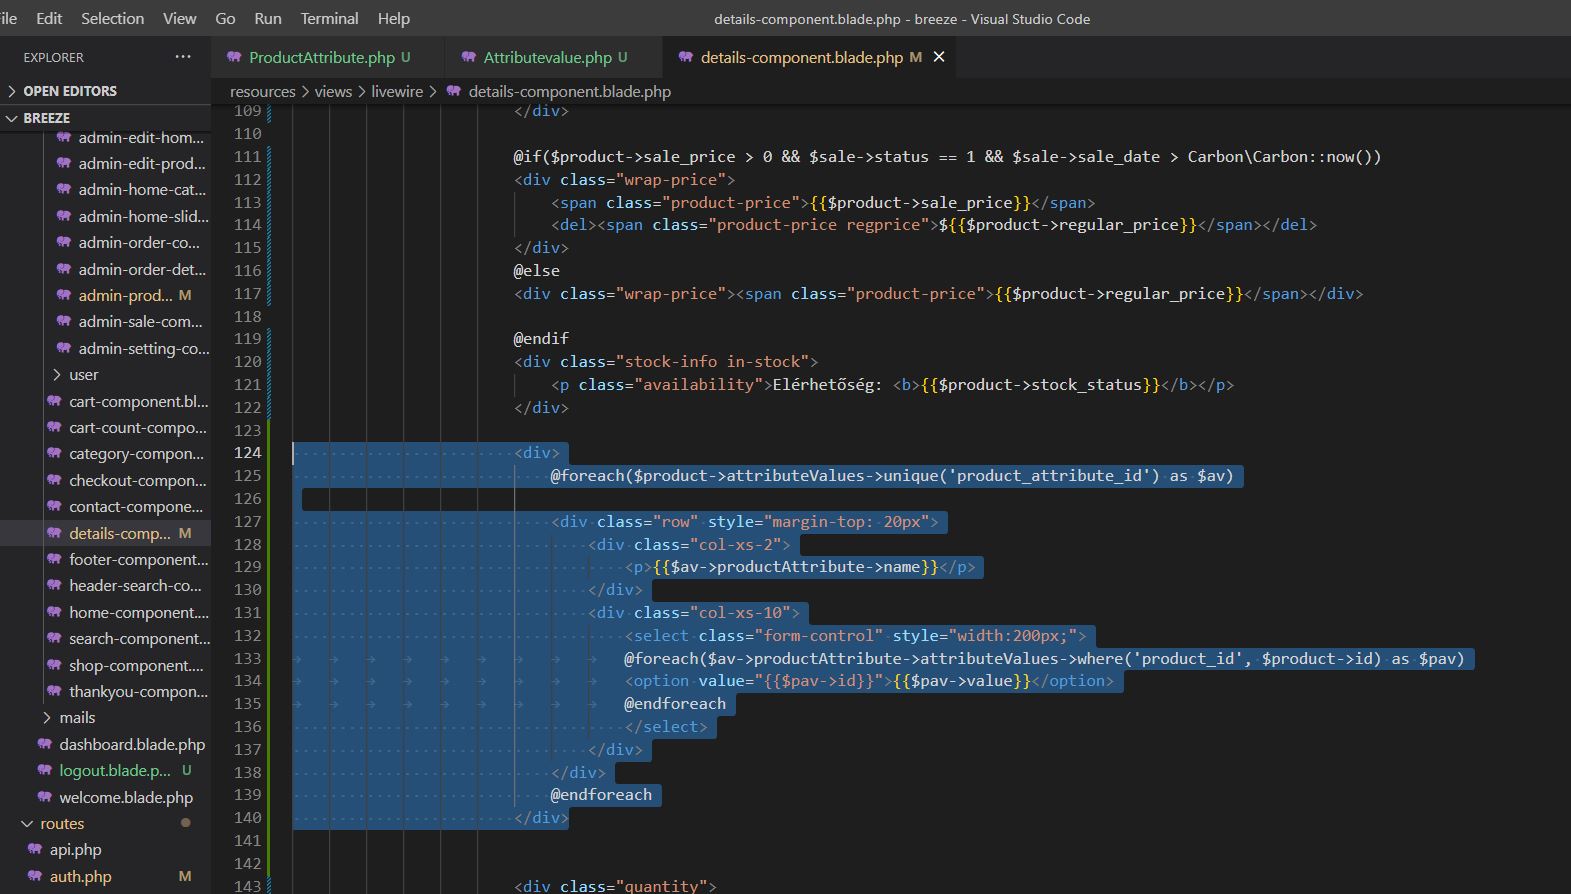 ile Edit Selection View Go Run Terminal Help details-component.blade.php - breeze - Visual Studio Code
EXPLORER ···
ProductAttribute.php U
Attributevalue.php U
details-component.blade.php M
OPEN EDITORS
resources > views > livewire > details-component.blade.php
BREEZE
admin-edit-hom...
admin-edit-prod...
admin-home-cat...
admin-home-slid...
admin-order-co...
admin-order-det...
admin-prod... M
admin-sale-com...
admin-setting-co...
user
cart-component.bl...
cart-count-compo...
category-compon...
checkout-compon...
contact-compone...
details-comp... M
footer-component...
header-search-co...
home-component....
search-component...
shop-component....
thankyou-compon...
mails
dashboard.blade.php
logout.blade.p... U
welcome.blade.php
routes
api.php
auth.php M
109 </div>
110
111 @if($product->sale_price > 0 && $sale->status == 1 && $sale->sale_date > Carbon\Carbon::now())
112 <div class="wrap-price">
113 <span class="product-price">{{$product->sale_price}}</span>
114 <del><span class="product-price regprice">${{$product->regular_price}}</span></del>
115 </div>
116 @else
117 <div class="wrap-price"><span class="product-price">{{$product->regular_price}}</span></div>
118
119 @endif
120 <div class="stock-info in-stock">
121 <p class="availability">Elérhetőség: <b>{{$product->stock_status}}</b></p>
122 </div>
123
124 <div>
125 @foreach($product->attributeValues->unique('product_attribute_id') as $av)
126
127 <div class="row" style="margin-top: 20px">
128 <div class="col-xs-2">
129 <p>{{$av->productAttribute->name}}</p>
130 </div>
131 <div class="col-xs-10">
132 <select class="form-control" style="width:200px;">
133 @foreach($av->productAttribute->attributeValues->where('product_id', $product->id) as $pav)
134 <option value="{{$pav->id}}">{{$pav->value}}</option>
135 @endforeach
136 </select>
137 </div>
138 </div>
139 @endforeach
140 </div>
141
142
143 <div class="quantity">